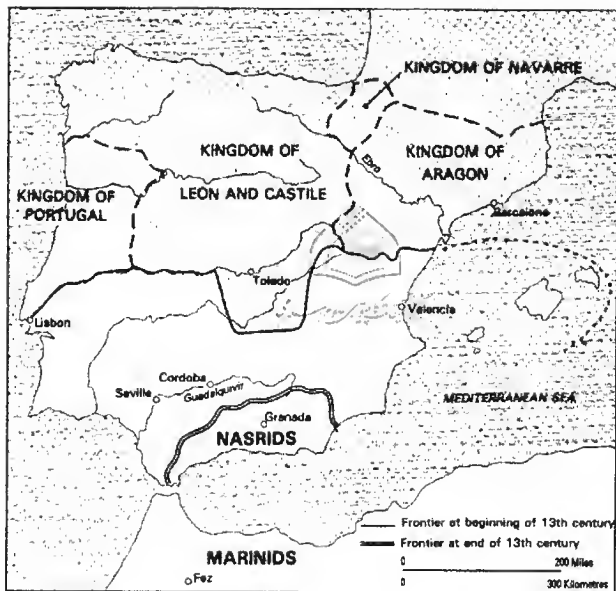 KINGDOM OF NAVARRE
KINGDOM OF
LEON AND CASTILE
Ebro
KINGDOM OF
ARAGON
KINGDOM OF
PORTUGAL
Barcelona
Toledo
Lisbon
Valencia
Cordoba
Seville
Guadalquivir
MEDITERRANEAN SEA
Granada
NASRIDS
Frontier at beginning of 13th century
Frontier at end of 13th century
MARINIDS
0 200 Miles
Fez
0 300 Kilometres